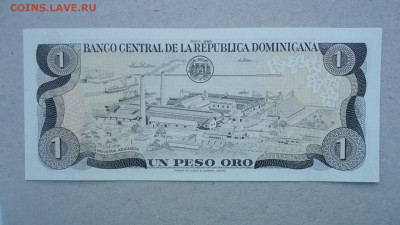 COINS.LAVE.RU
BANCO CENTRAL DE LA REPUBLICA DOMINICANA
1
1
1
1
UN PESO ORO